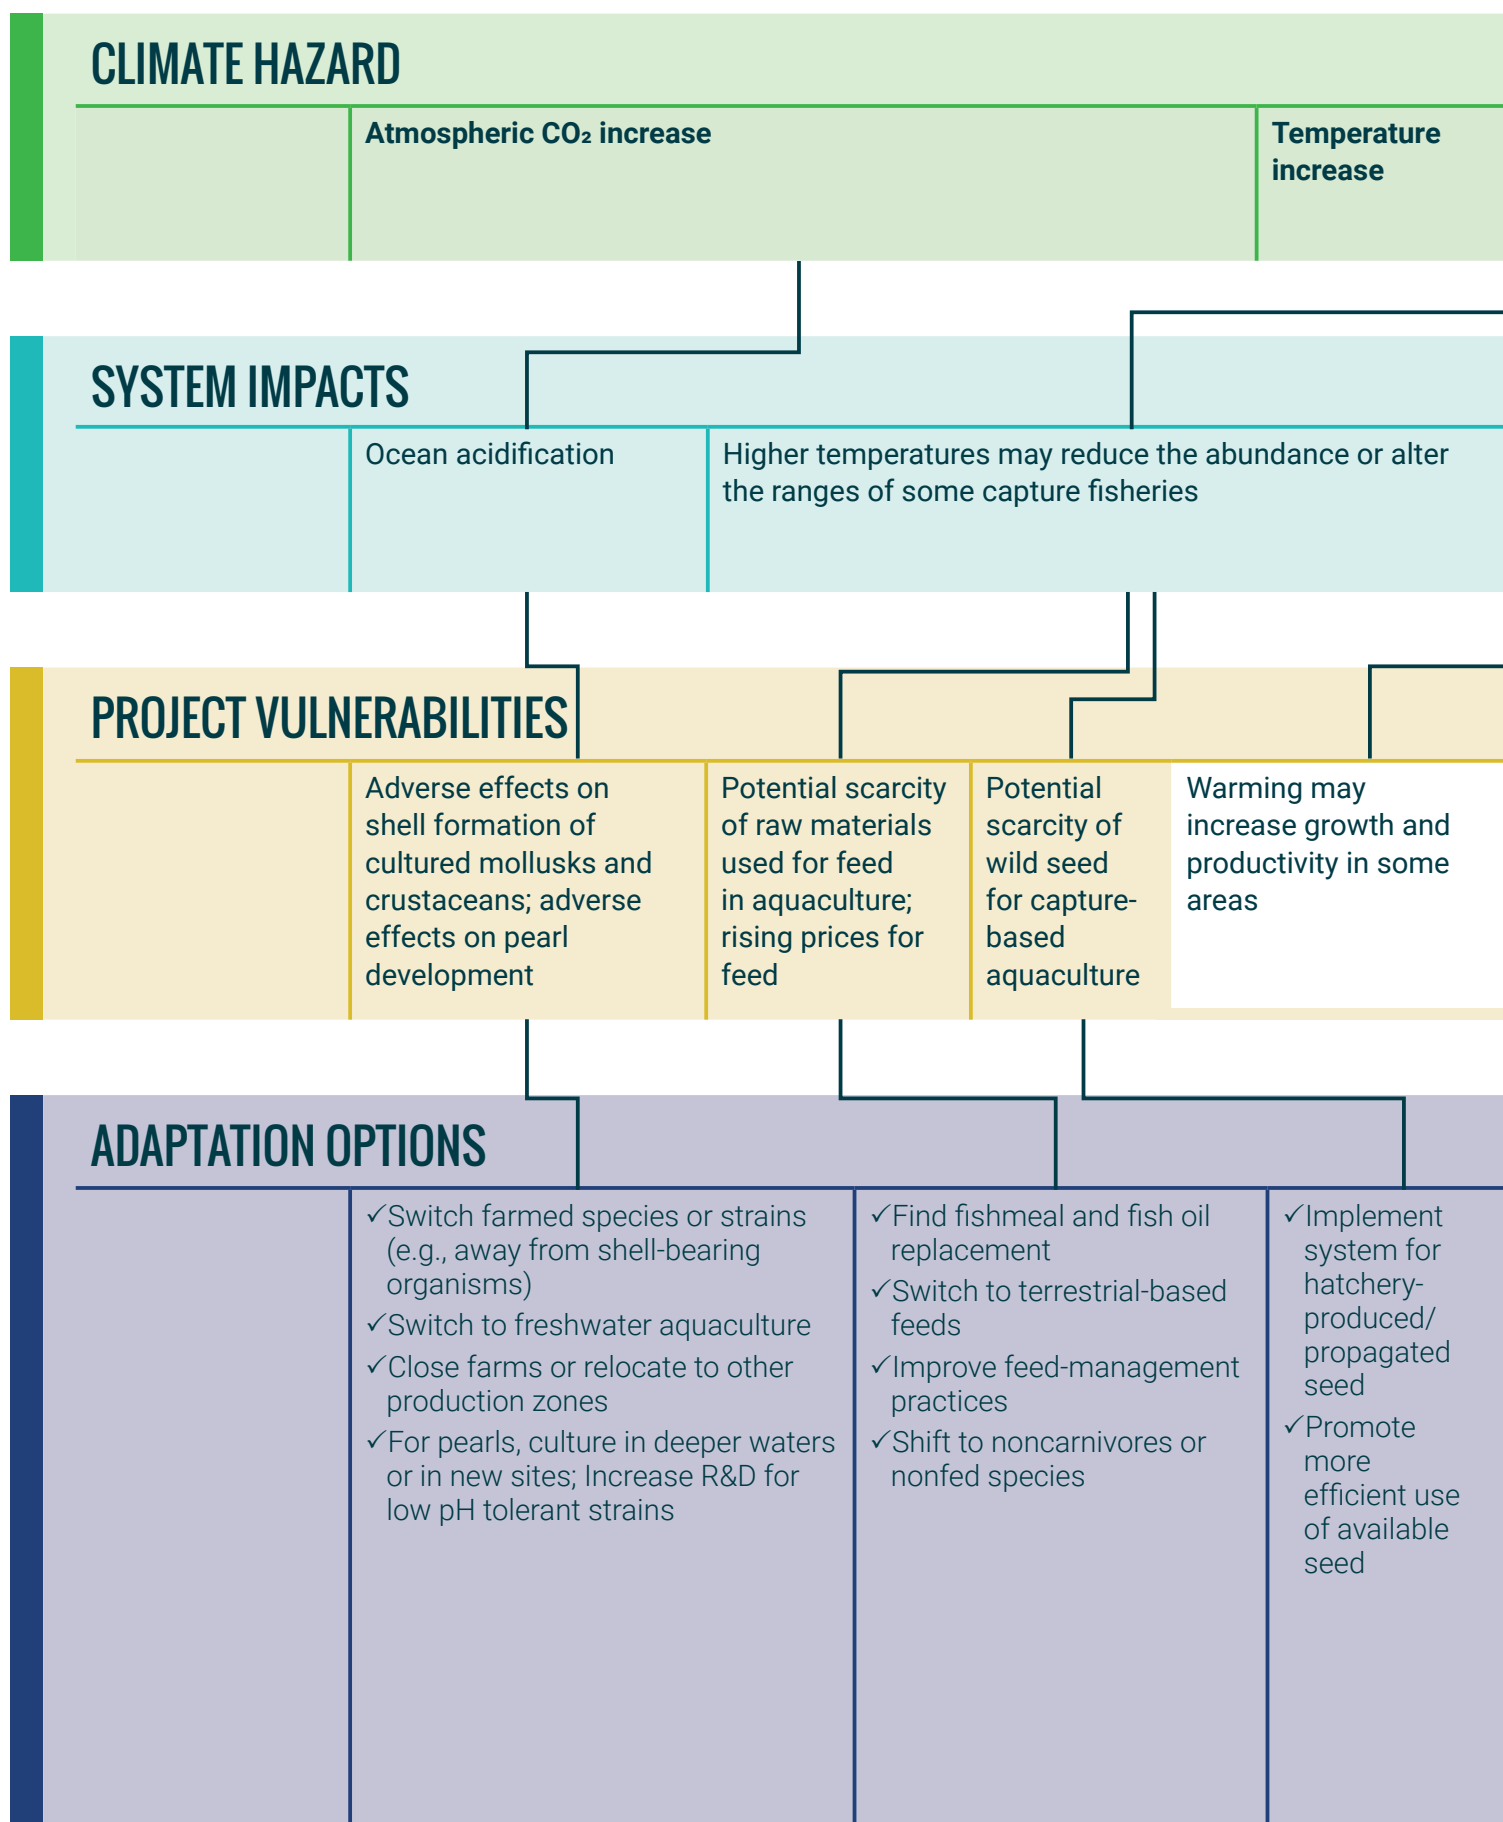 CLIMATE HAZARD
Atmospheric CO₂ increase
Temperature
increase
SYSTEM IMPACTS
Ocean acidification
Higher temperatures may reduce the abundance or alter
the ranges of some capture fisheries
PROJECT VULNERABILITIES
Adverse effects on
shell formation of
cultured mollusks and
crustaceans; adverse
effects on pearl
development
Potential scarcity
of raw materials
used for feed
in aquaculture;
rising prices for
feed
Potential
scarcity of
wild seed
for capture-
based
aquaculture
Warming may
increase growth and
productivity in some
areas
ADAPTATION OPTIONS
✓Switch farmed species or strains
(e.g., away from shell-bearing
organisms)
✓Switch to freshwater aquaculture
✓Close farms or relocate to other
production zones
✓For pearls, culture in deeper waters
or in new sites; Increase R&D for
low pH tolerant strains
✓Find fishmeal and fish oil
replacement
✓Switch to terrestrial-based
feeds
✓Improve feed-management
practices
✓Shift to noncarnivores or
nonfed species
✓Implement
system for
hatchery-
produced/
propagated
seed
✓Promote
more
efficient use
of available
seed